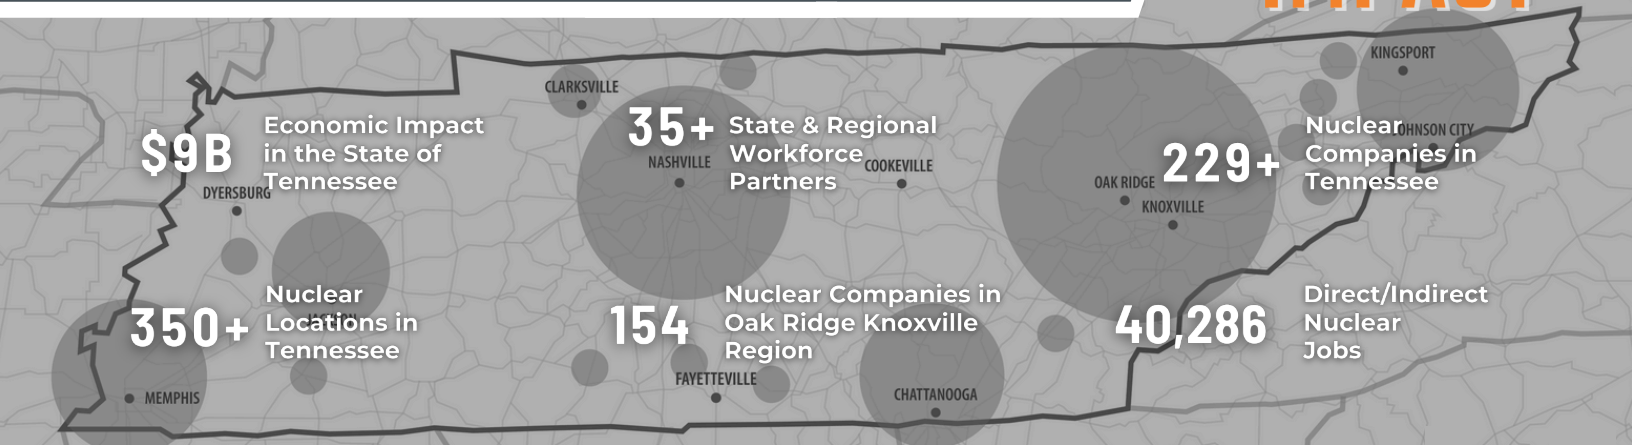 IMPACT
KINGSPORT
CLARKSVILLE
$9B
Economic Impact
in the State of
Tennessee
35+
State & Regional
Workforce
Partners
229+
Nuclear
Companies in
Tennessee
JOHNSON CITY
NASHVILLE
COOKEVILLE
OAK RIDGE
KNOXVILLE
DYERSBURG
350+
Nuclear
Locations in
Tennessee
JACKSON
154
Nuclear Companies in
Oak Ridge Knoxville
Region
40,286
Direct/Indirect
Nuclear
Jobs
FAYETTEVILLE
MEMPHIS
CHATTANOOGA